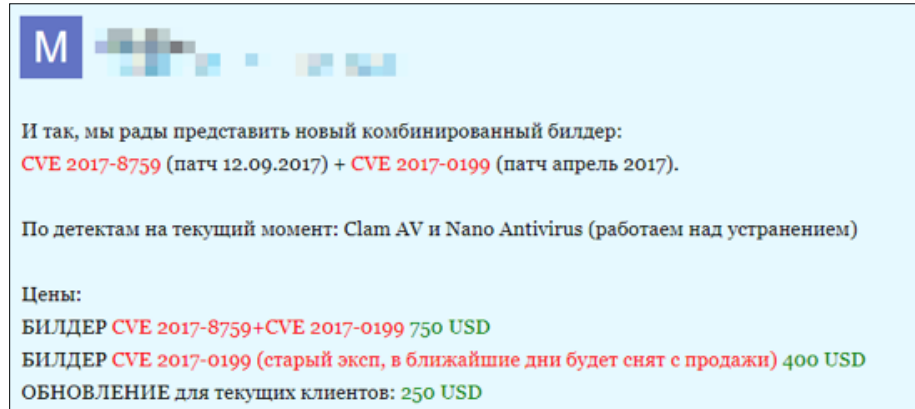 M
И так, мы рады представить новый комбинированный билдер:
CVE 2017-8759 (патч 12.09.2017) + CVE 2017-0199 (патч апрель 2017).
По детектам на текущий момент: Clam AV и Nano Antivirus (работаем над устранением)
Цены:
БИЛДЕР CVE 2017-8759+CVE 2017-0199 750 USD
БИЛДЕР CVE 2017-0199 (старый эксп, в ближайшие дни будет снят с продажи) 400 USD
ОБНОВЛЕНИЕ для текущих клиентов: 250 USD